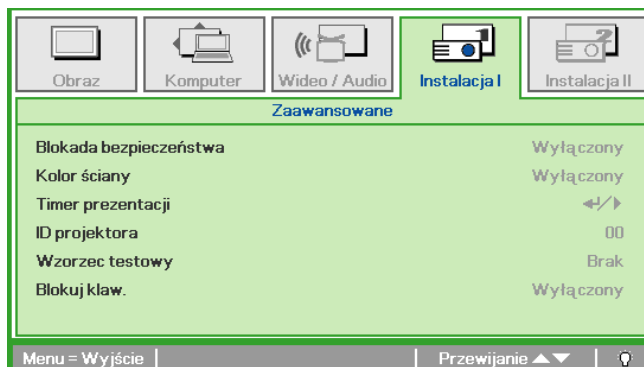 Obraz
Komputer
Wideo / Audio
Instalacja I
Instalacja II
Zaawansowane
Blokada bezpieczeństwa Wyłączony
Kolor ściany Wyłączony
Timer prezentacji
ID projektora 00
Wzorzec testowy Brak
Blokuj klaw. Wyłączony
Menu = Wyjście | | Przewijanie ▲▼ |